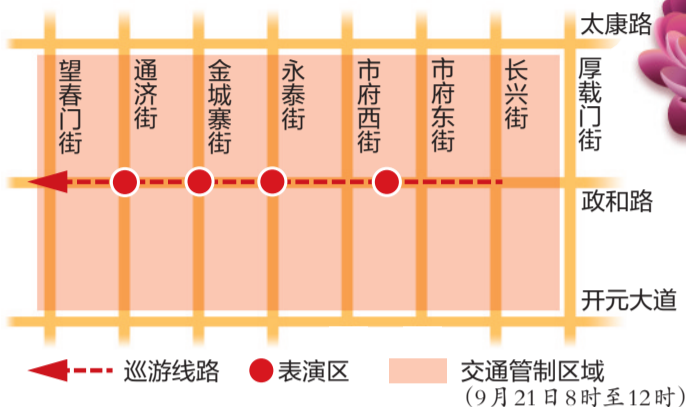 太康路
望春门街
通济街
金城寨街
永泰街
市府西街
市府东街
长兴街
厚载门街
政和路
开元大道
巡游线路
表演区
交通管制区域
（9月21日8时至12时）